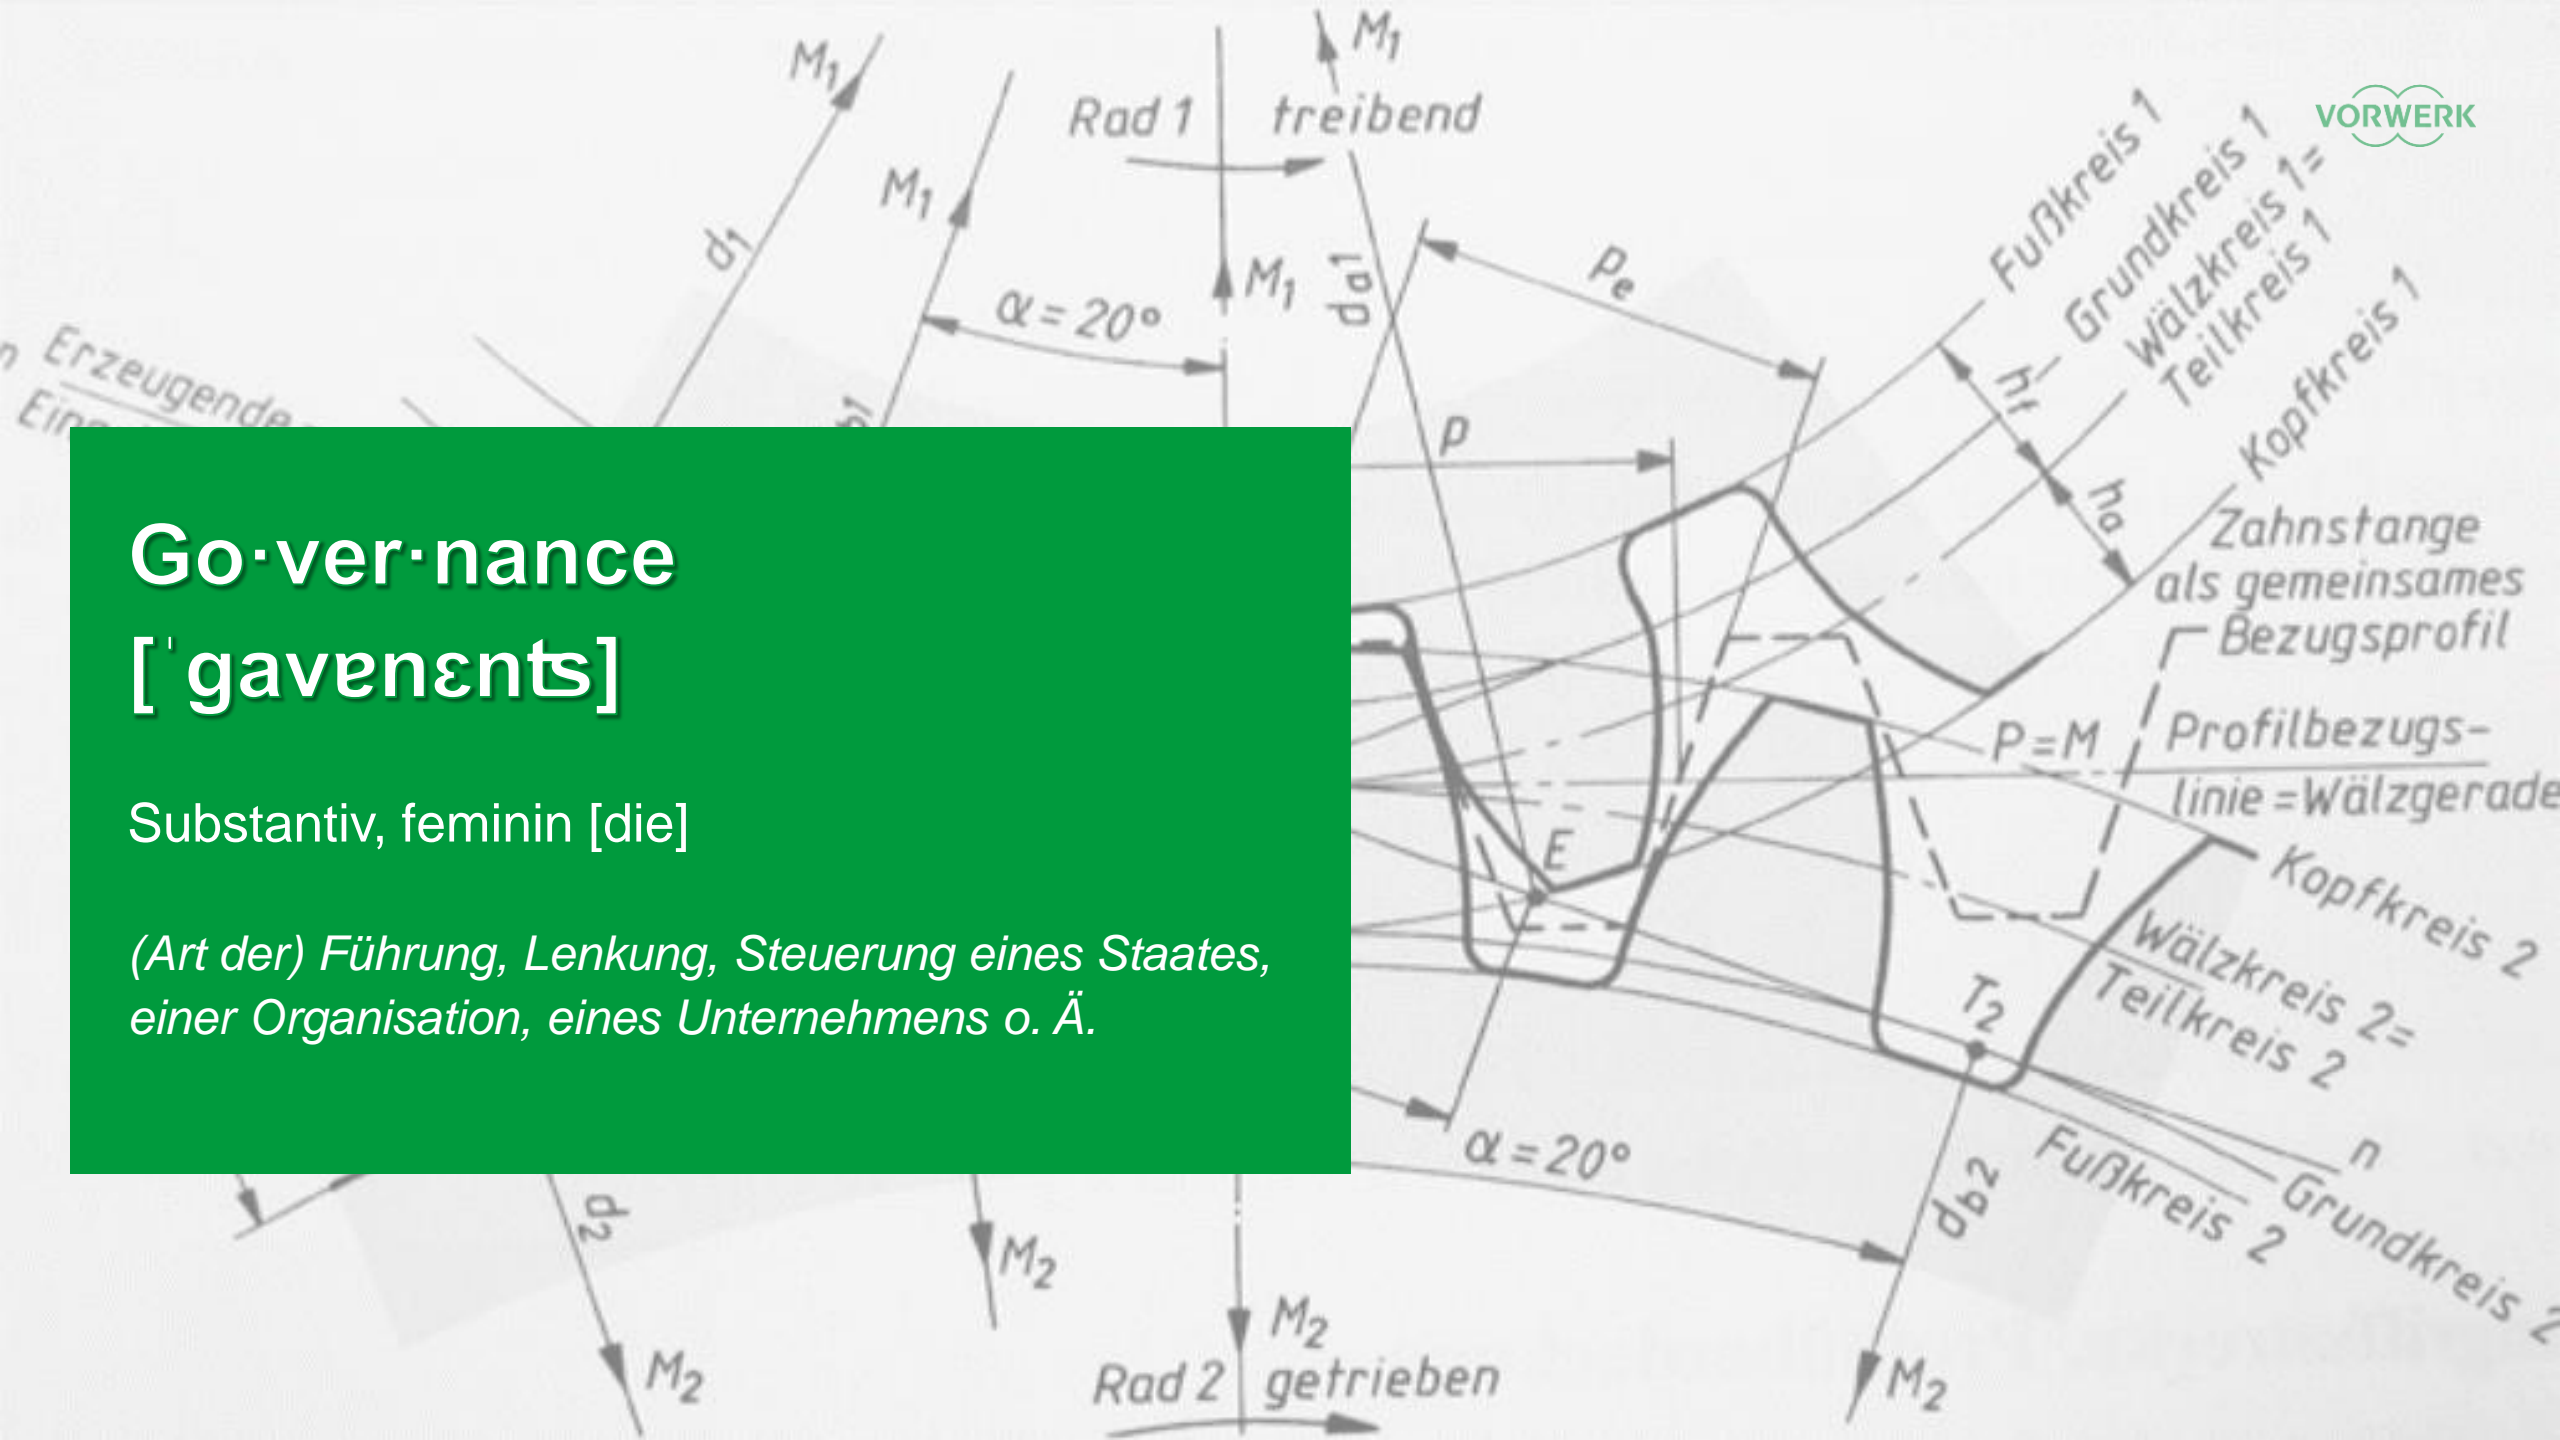 M1
M1
Rad 1 treibend
VORWERK
M1
d1
M1
da1
α = 20°
pe
Fußkreis 1
Grundkreis 1
Wälzkreis 1 =
Teilkreis 1
Kopfkreis 1
Erzeugende
n
b1
p
hf
ha
Go·ver·nance
[ˈgavɐnɛnʦ]
Substantiv, feminin [die]
(Art der) Führung, Lenkung, Steuerung eines Staates,
einer Organisation, eines Unternehmens o. Ä.
Zahnstange
als gemeinsames
Bezugsprofil
P = M
Profilbezugs-
linie = Wälzgerade
E
Kopfkreis 2
Wälzkreis 2 =
Teilkreis 2
T2
n
α = 20°
Fußkreis 2
Grundkreis 2
db2
d2
M2
M2
M2
M2
Rad 2 getrieben